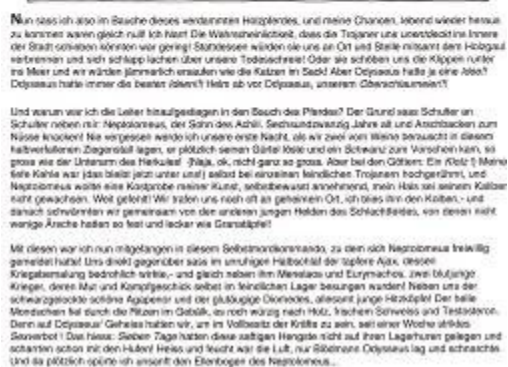 Nun sass ich also im Bauche dieses verdammten Holzpferdes, und meine Chancen, lebend wieder heraus
zu kommen waren gleich null! Ich Narr! Die Wahrscheinlichkeit, dass die Trojaner uns unentdeckt ins Innere
der Stadt schieben könnten war gering! Stattdessen würden sie uns an Ort und Stelle mitsamt dem Holzgaul
verbrennen und sich schlapp lachen über unsere Todesschreie! Oder sie schöben uns die Klippen runter
ins Meer und wir würden jämmerlich ersaufen wie die Katzen im Sack! Aber Odysseus hatte ja eine Idee!!
Odysseus hatte immer die besten Ideen!! Helm ab vor Odysseus, unserem Oberschlaumeier!!
Und warum war ich die Leiter hinaufgestiegen in den Bauch des Pferdes? Der Grund sass Schulter an
Schulter neben mir: Neptolomeus, der Sohn des Achill. Sechsundzwanzig Jahre alt und Arschbacken zum
Nüsse knacken! Nie vergessen werde ich unsere erste Nacht, als wir zwei vom Weine berauscht in diesem
halbverfallenen Ziegenstall lagen, er plötzlich seinen Gürtel löste und ein Schwanz zum Vorschein kam, so
gross wie der Unterarm des Herkules! (Naja, ok, nicht ganz so gross. Aber bei den Göttern: Ein Klotz!) Meine
tiefe Kehle war (das bleibt jetzt unter uns!) selbst bei einzelnen feindlichen Trojanern hochgerühmt, und
Neptolomeus wollte eine Kostprobe meiner Kunst, selbstbewusst annehmend, mein Hals sei seinem Kolben
nicht gewachsen. Weit gefehlt! Wir trafen uns noch oft an geheimem Ort, ich blies ihm den Kolben,- und
danach schwärmten wir gemeinsam von den anderen jungen Helden des Schlachtfeldes, von denen nicht
wenige Ärsche hatten so fest und lecker wie Granatäpfel!
Mit diesem war ich nun mitgefangen in diesem Selbstmordkommando, zu dem sich Neptolomeus freiwillig
gemeldet hatte! Uns direkt gegenüber sass im unruhigen Halbschlaf der tapfere Ajax, dessen
Kriegsbemalung bedrohlich wirkte,- und gleich neben ihm Menelaos und Eurymachos, zwei blutjunge
Krieger, deren Mut und Kampfgeschick selbst im feindlichen Lager besungen wurden! Neben uns der
schwarzgelockte schöne Agapenor und der glutäugige Diomedes, allesamt junge Hitzköpfe! Der helle
Mondschein fiel durch die Ritzen im Gebälk, es roch würzig nach Holz, frischem Schweiss und Testosteron.
Denn auf Odysseus' Geheiss hatten wir, um im Vollbesitz der Kräfte zu sein, seit einer Woche striktes
Sexverbot! Das hiess: Sieben Tage hatten diese saftigen Hengste nicht auf ihren Lagerhuren gelegen und
scharrten schon mit den Hufen! Heiss und feucht war die Luft, nur Blödmann Odysseus lag und schnarchte.
Und da plötzlich spürte ich unsanft den Ellenbogen des Neptolomeus...